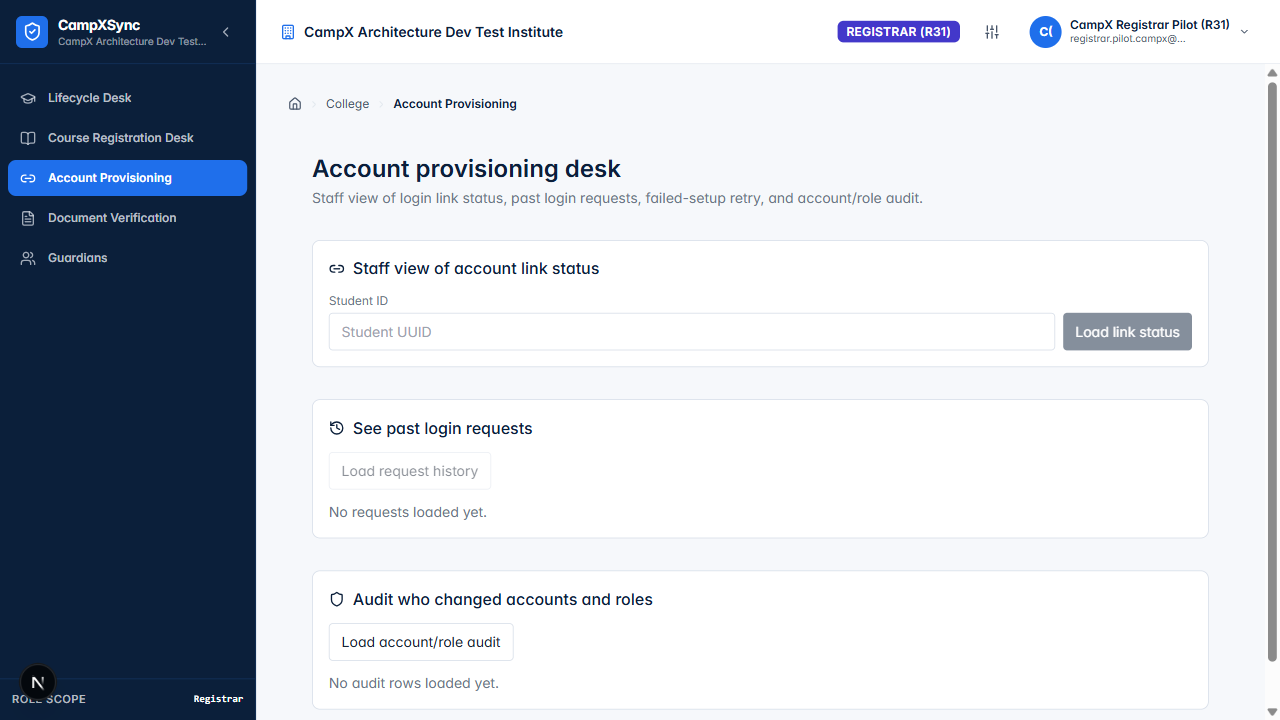 CampXSync
CampX Architecture Dev Test...
CampX Architecture Dev Test Institute
REGISTRAR (R31)
C(
CampX Registrar Pilot (R31)
registrar.pilot.campx@...
Lifecycle Desk
Course Registration Desk
Account Provisioning
Document Verification
Guardians
College
Account Provisioning
Account provisioning desk
Staff view of login link status, past login requests, failed-setup retry, and account/role audit.
Staff view of account link status
Student ID
Student UUID
Load link status
See past login requests
Load request history
No requests loaded yet.
Audit who changed accounts and roles
Load account/role audit
No audit rows loaded yet.
N
SCOPE
Registrar